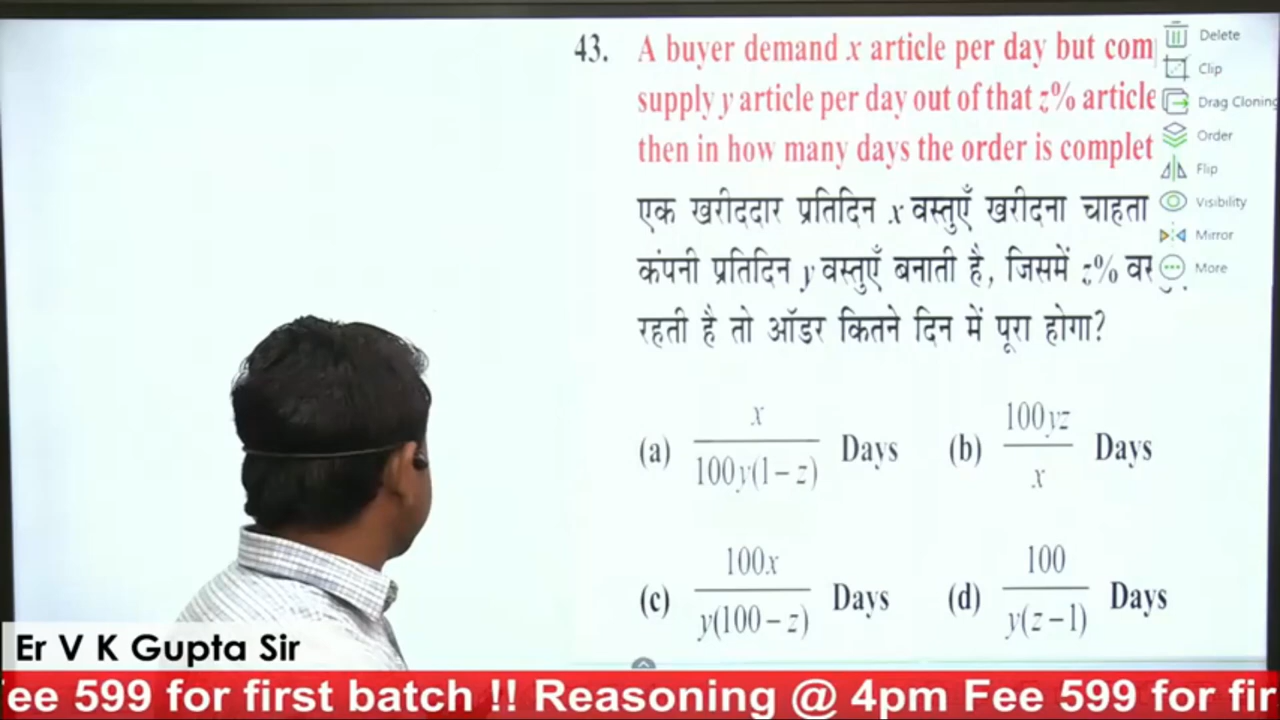 43. A buyer demand x article per day but com
supply y article per day out of that z% article
then in how many days the order is complet
एक खरीददार प्रतिदिन x वस्तुएँ खरीदना चाहता
कंपनी प्रतिदिन y वस्तुएँ बनाती है, जिसमें z% वस्
रहती है तो ऑडर कितने दिन में पूरा होगा?
(a) x / 100y(1 – z) Days (b) 100yz / x Days
(c) 100x / y(100 – z) Days (d) 100 / y(z – 1) Days
Delete
Clip
Drag Cloning
Order
Flip
Visibility
Mirror
More
Er V K Gupta Sir
ee 599 for first batch !! Reasoning @ 4pm Fee 599 for fir